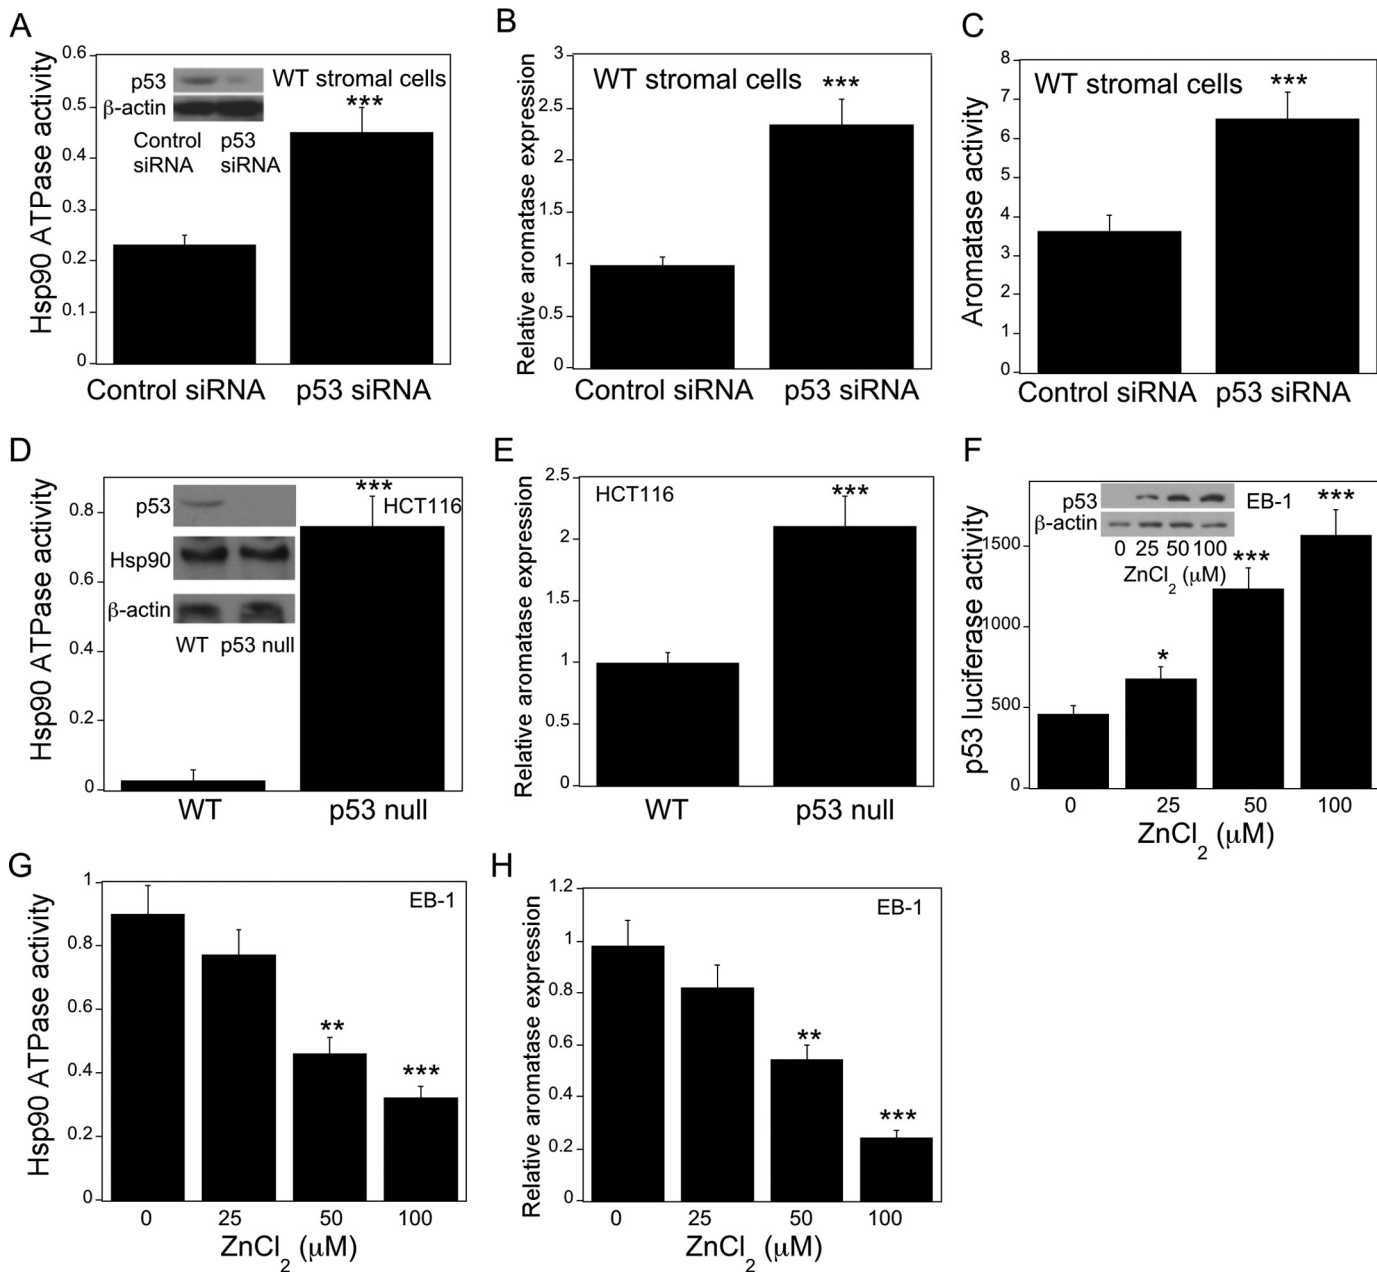 A
Hsp90 ATPase activity
0.6
0.5
0.4
0.3
0.2
0.1
0
p53
β-actin
Control siRNA
p53 siRNA
WT stromal cells
***
Control siRNA
p53 siRNA
B
Relative aromatase expression
3
2.5
2
1.5
1
0.5
0
WT stromal cells
***
Control siRNA
p53 siRNA
C
Aromatase activity
8
7
6
5
4
3
2
1
0
WT stromal cells
***
Control siRNA
p53 siRNA
D
Hsp90 ATPase activity
0.8
0.6
0.4
0.2
0
p53
Hsp90
β-actin
WT p53 null
***
HCT116
WT
p53 null
E
Relative aromatase expression
2.5
2
1.5
1
0.5
0
HCT116
***
WT
p53 null
F
p53 luciferase activity
1500
1000
500
0
p53
β-actin
0 25 50 100
ZnCl2 (μM)
EB-1
*
***
***
0 25 50 100
ZnCl2 (μM)
G
Hsp90 ATPase activity
1
0.8
0.6
0.4
0.2
0
EB-1
**
***
0 25 50 100
ZnCl2 (μM)
H
Relative aromatase expression
1.2
1
0.8
0.6
0.4
0.2
0
EB-1
**
***
0 25 50 100
ZnCl2 (μM)